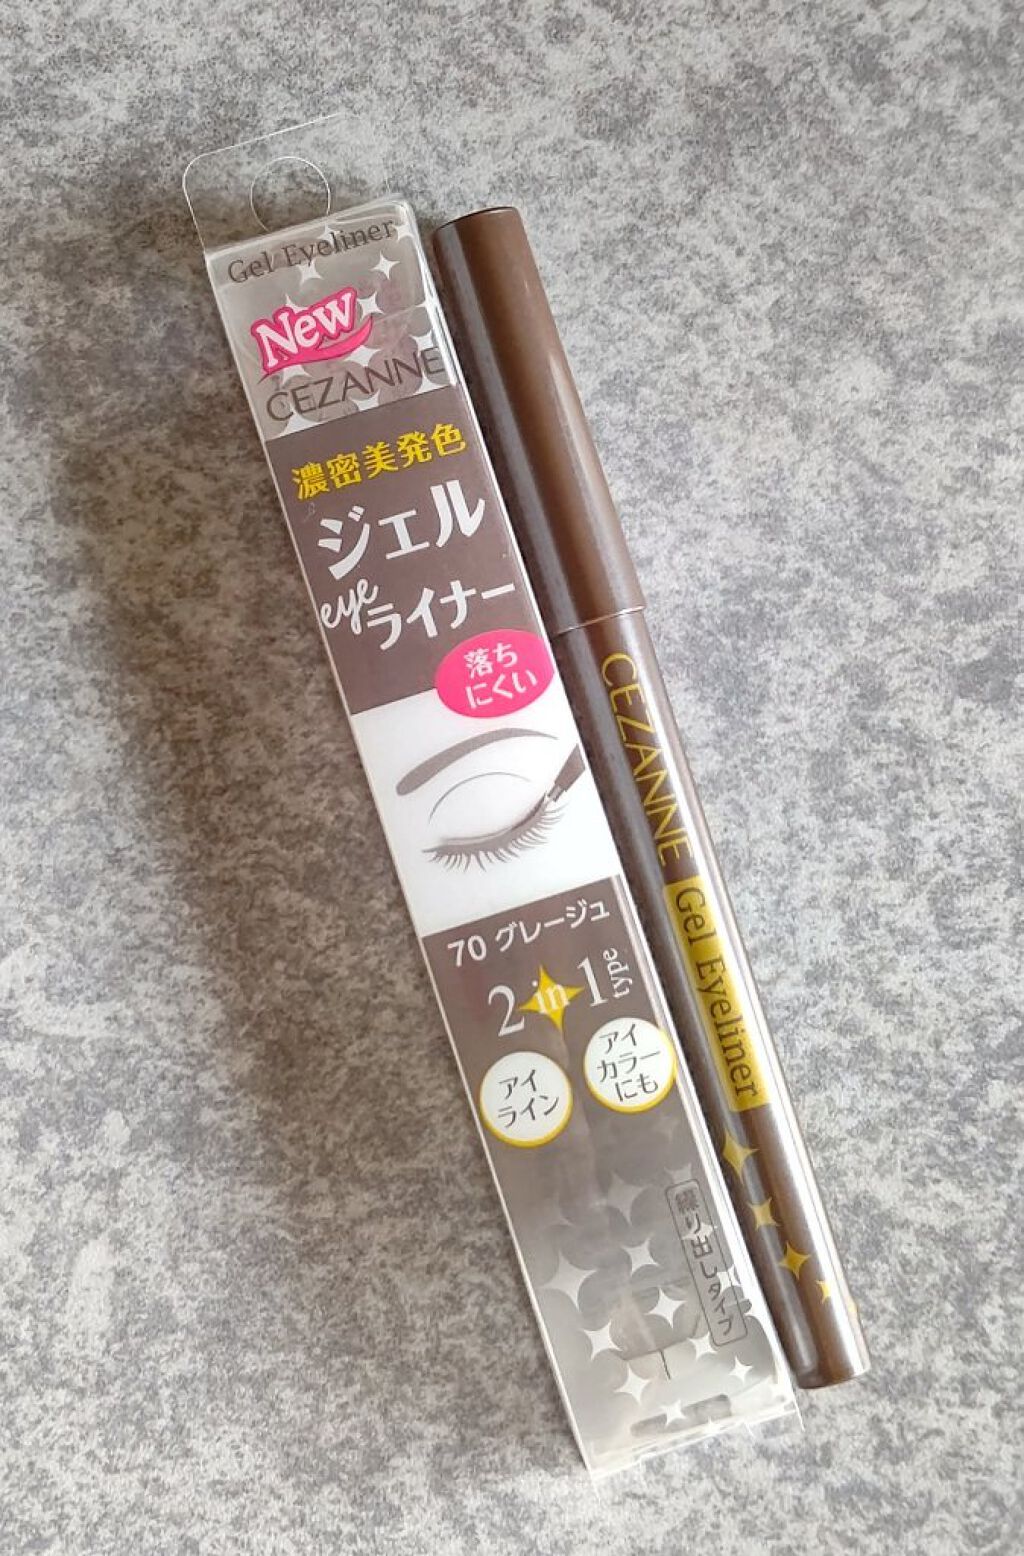 Gel Eyeliner
New
CEZANNE
濃密美発色
ジェル
eye
ライナー
落ち
にくい
70 グレージュ
2 in 1 type
アイ
ライン
アイ
カラー
にも
繰り出しタイプ
CEZANNE Gel Eyeliner